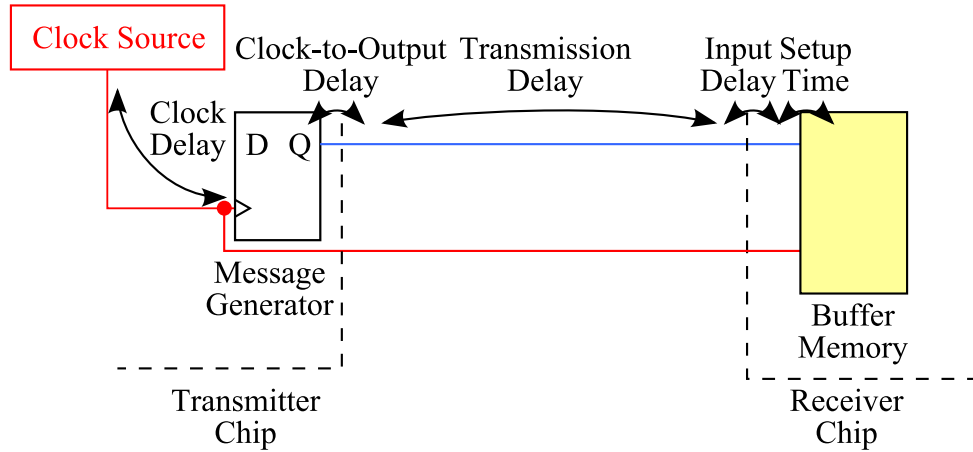 Clock Source
Clock-to-Output
Delay
Transmission
Delay
Input Setup
Delay Time
Clock
Delay
D Q
Message
Generator
Buffer
Memory
Transmitter
Chip
Receiver
Chip